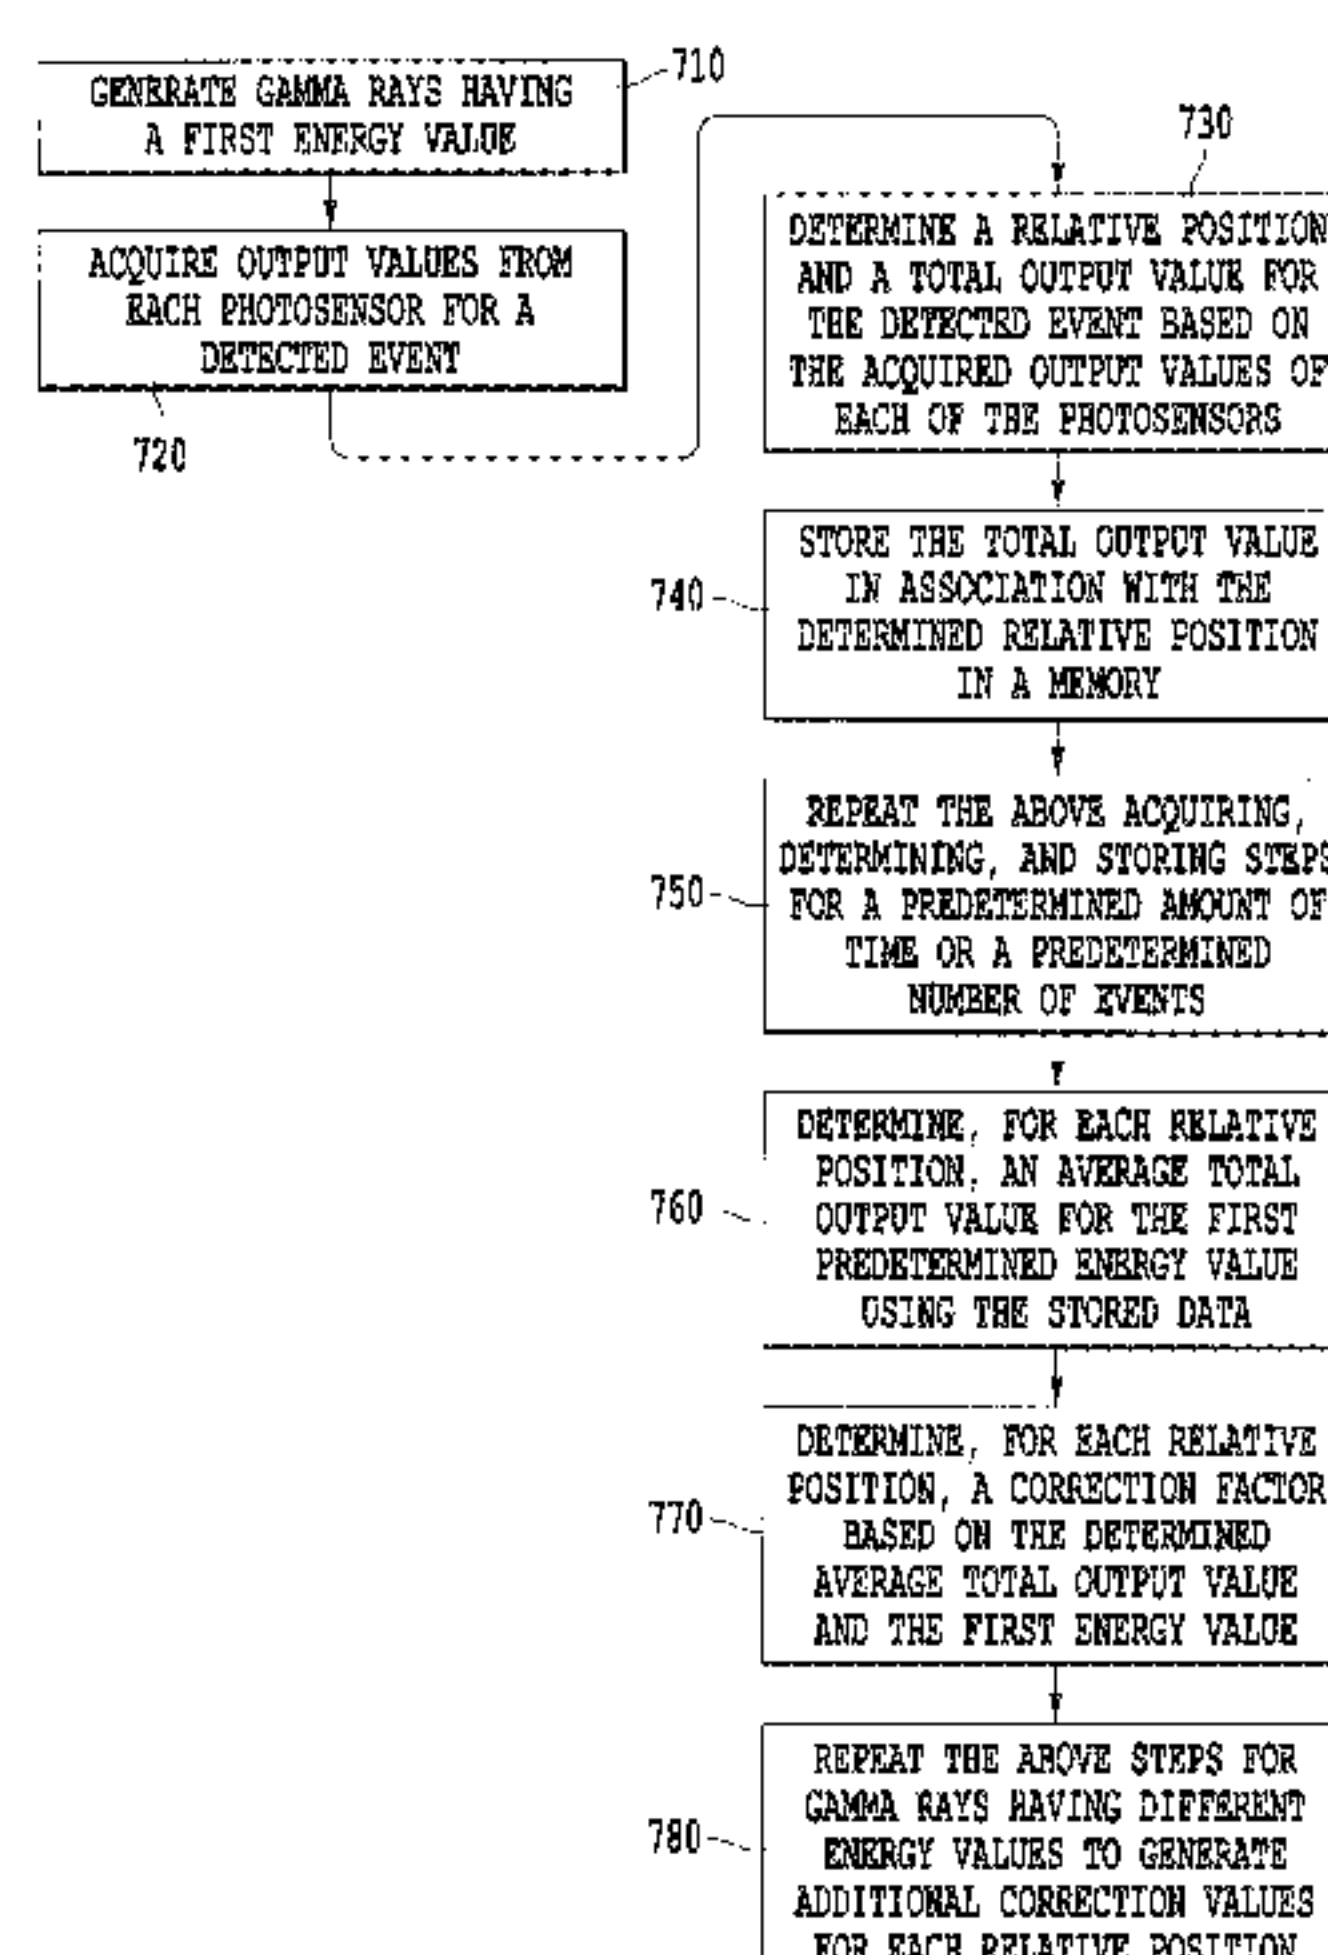 710
GENERATE GAMMA RAYS HAVING
A FIRST ENERGY VALUE
ACQUIRE OUTPUT VALUES FROM
EACH PHOTOSENSOR FOR A
DETECTED EVENT
720
730
DETERMINE A RELATIVE POSITION
AND A TOTAL OUTPUT VALUE FOR
THE DETECTED EVENT BASED ON
THE ACQUIRED OUTPUT VALUES OF
EACH OF THE PHOTOSENSORS
740
STORE THE TOTAL OUTPUT VALUE
IN ASSOCIATION WITH THE
DETERMINED RELATIVE POSITION
IN A MEMORY
750
REPEAT THE ABOVE ACQUIRING,
DETERMINING, AND STORING STEPS
FOR A PREDETERMINED AMOUNT OF
TIME OR A PREDETERMINED
NUMBER OF EVENTS
760
DETERMINE, FOR EACH RELATIVE
POSITION, AN AVERAGE TOTAL
OUTPUT VALUE FOR THE FIRST
PREDETERMINED ENERGY VALUE
USING THE STORED DATA
770
DETERMINE, FOR EACH RELATIVE
POSITION, A CORRECTION FACTOR
BASED ON THE DETERMINED
AVERAGE TOTAL OUTPUT VALUE
AND THE FIRST ENERGY VALUE
780
REPEAT THE ABOVE STEPS FOR
GAMMA RAYS HAVING DIFFERENT
ENERGY VALUES TO GENERATE
ADDITIONAL CORRECTION VALUES
FOR EACH RELATIVE POSITION